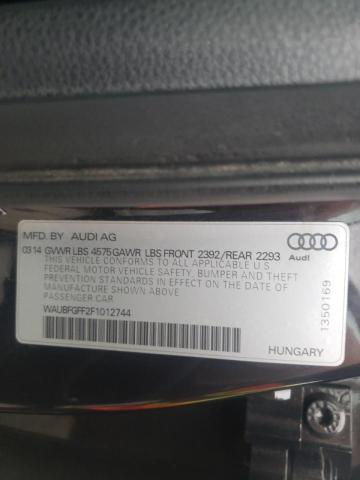 MFD. BY AUDI AG
03 14 GVWR LBS 4575 GAWR LBS FRONT 2392/REAR 2293
THIS VEHICLE CONFORMS TO ALL APPLICABLE U.S
FEDERAL MOTOR VEHICLE SAFETY, BUMPER AND THEFT
PREVENTION STANDARDS IN EFFECT ON THE DATE
OF MANUFACTURE SHOWN ABOVE.
PASSENGER CAR
WAUBFGFF2F1012744
Audi
1350169
HUNGARY